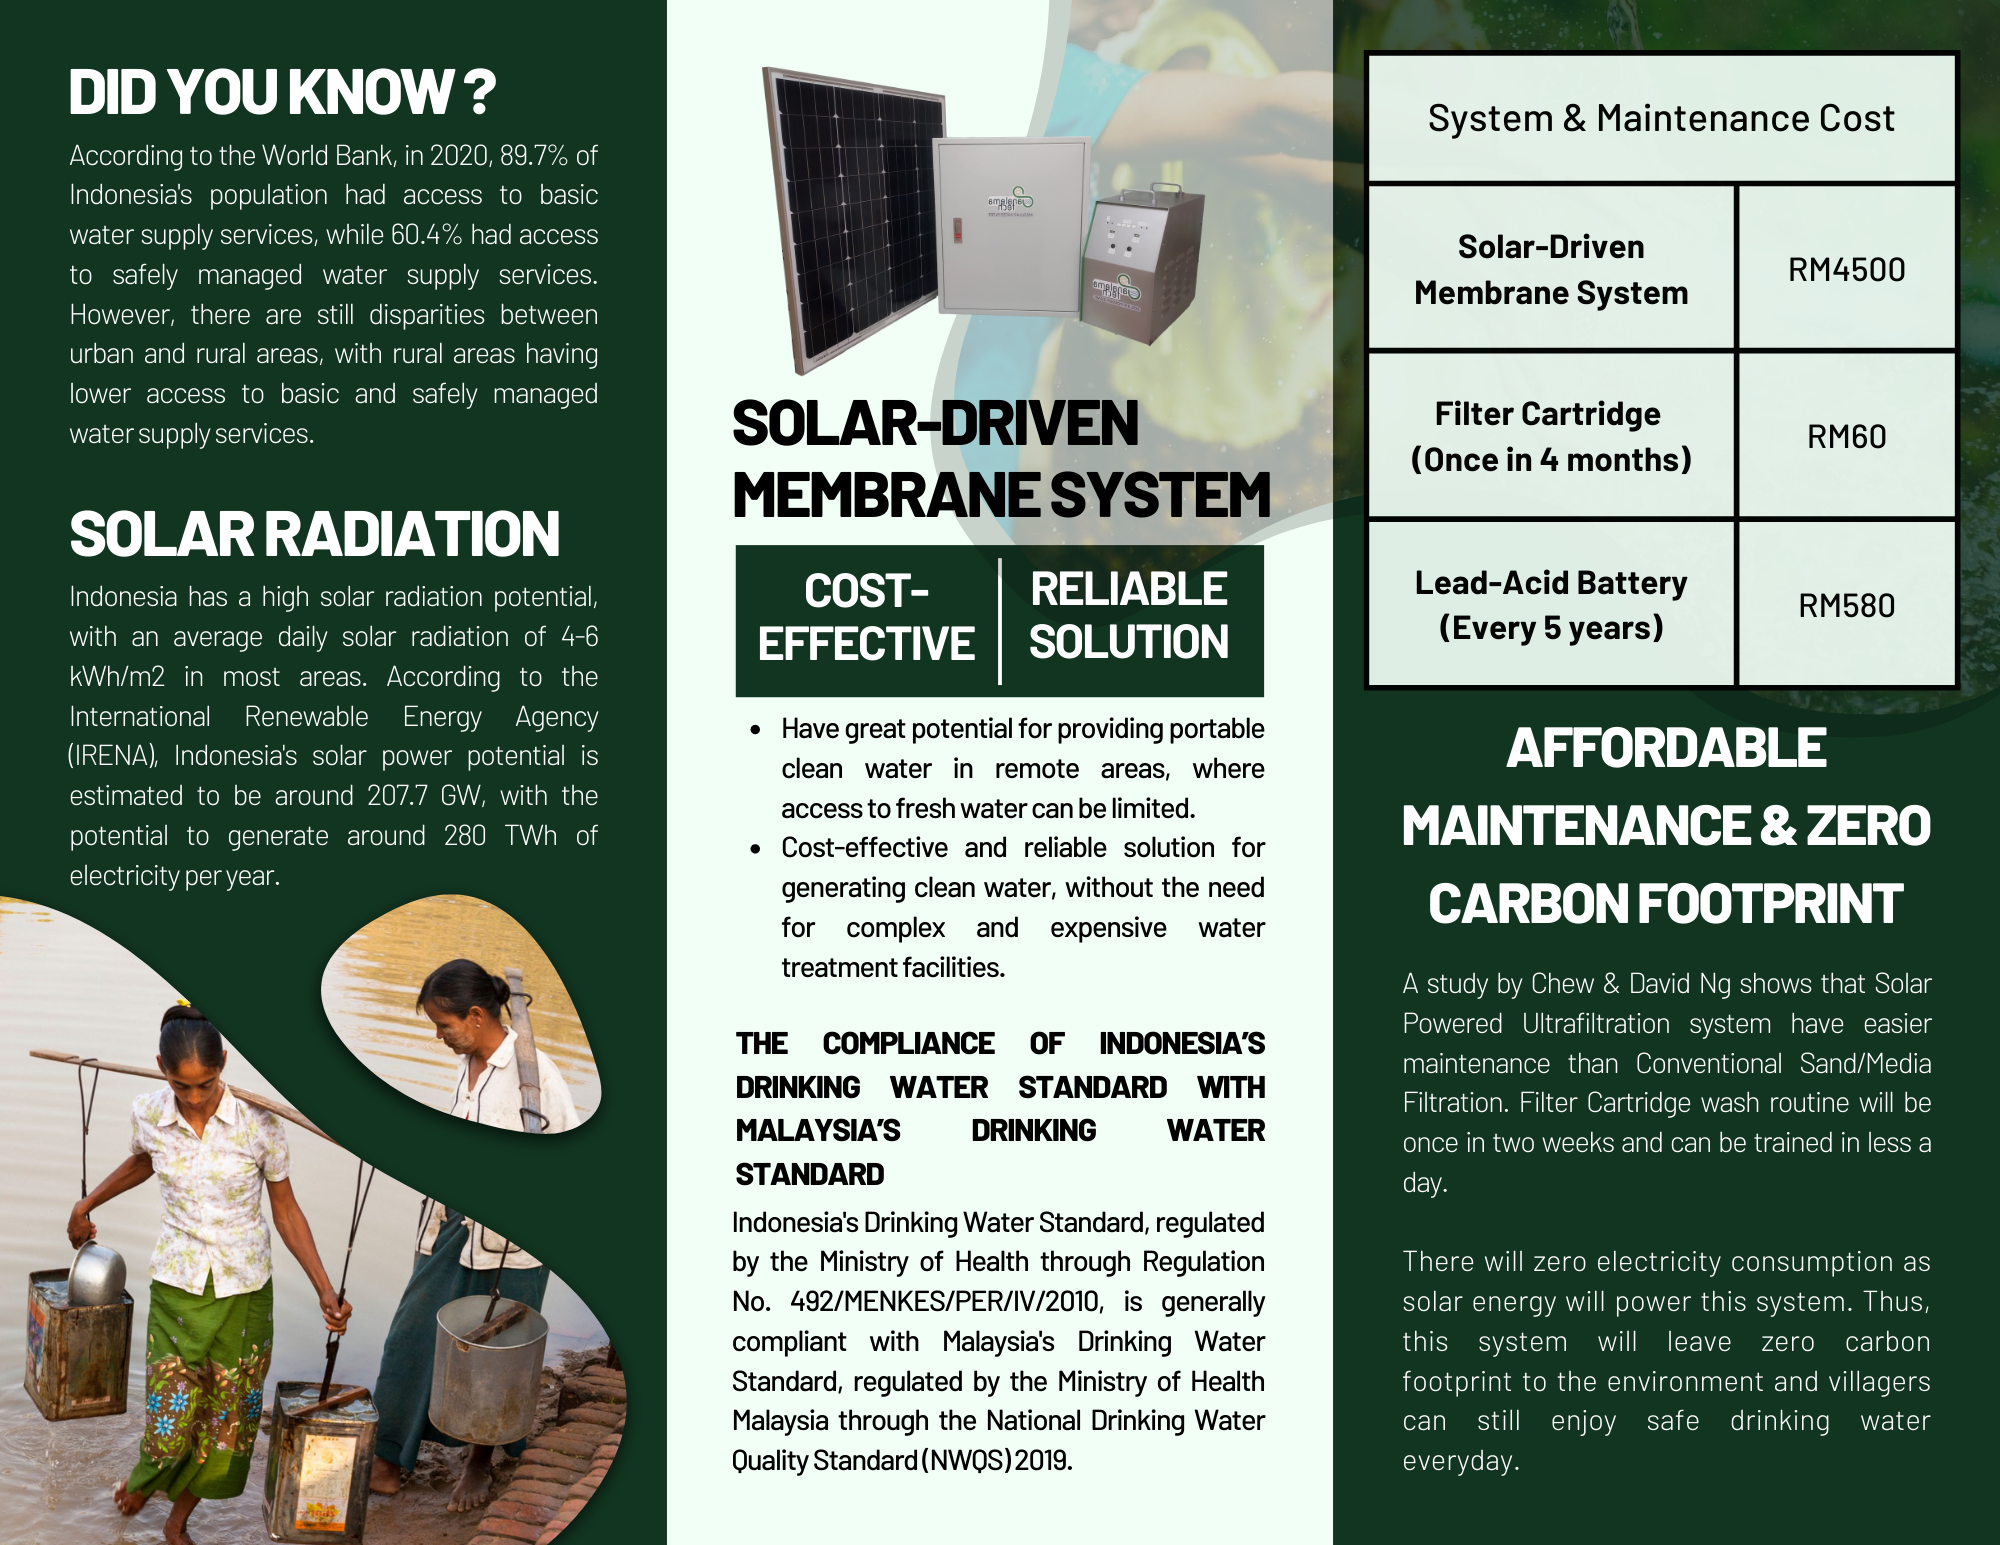 DID YOU KNOW ?
According to the World Bank, in 2020, 89.7% of
Indonesia's population had access to basic
water supply services, while 60.4% had access
to safely managed water supply services.
However, there are still disparities between
urban and rural areas, with rural areas having
lower access to basic and safely managed
water supply services.
SOLAR RADIATION
Indonesia has a high solar radiation potential,
with an average daily solar radiation of 4-6
kWh/m2 in most areas. According to the
International Renewable Energy Agency
(IRENA), Indonesia's solar power potential is
estimated to be around 207.7 GW, with the
potential to generate around 280 TWh of
electricity per year.
SOLAR-DRIVEN
MEMBRANE SYSTEM
COST-
EFFECTIVE
RELIABLE
SOLUTION
• Have great potential for providing portable
clean water in remote areas, where
access to fresh water can be limited.
• Cost-effective and reliable solution for
generating clean water, without the need
for complex and expensive water
treatment facilities.
THE COMPLIANCE OF INDONESIA'S
DRINKING WATER STANDARD WITH
MALAYSIA'S DRINKING WATER
STANDARD
Indonesia's Drinking Water Standard, regulated
by the Ministry of Health through Regulation
No. 492/MENKES/PER/IV/2010, is generally
compliant with Malaysia's Drinking Water
Standard, regulated by the Ministry of Health
Malaysia through the National Drinking Water
Quality Standard (NWQS) 2019.
System & Maintenance Cost
Solar-Driven
Membrane System
RM4500
Filter Cartridge
(Once in 4 months)
RM60
Lead-Acid Battery
(Every 5 years)
RM580
AFFORDABLE
MAINTENANCE & ZERO
CARBON FOOTPRINT
A study by Chew & David Ng shows that Solar
Powered Ultrafiltration system have easier
maintenance than Conventional Sand/Media
Filtration. Filter Cartridge wash routine will be
once in two weeks and can be trained in less a
day.
There will zero electricity consumption as
solar energy will power this system. Thus,
this system will leave zero carbon
footprint to the environment and villagers
can still enjoy safe drinking water
everyday.